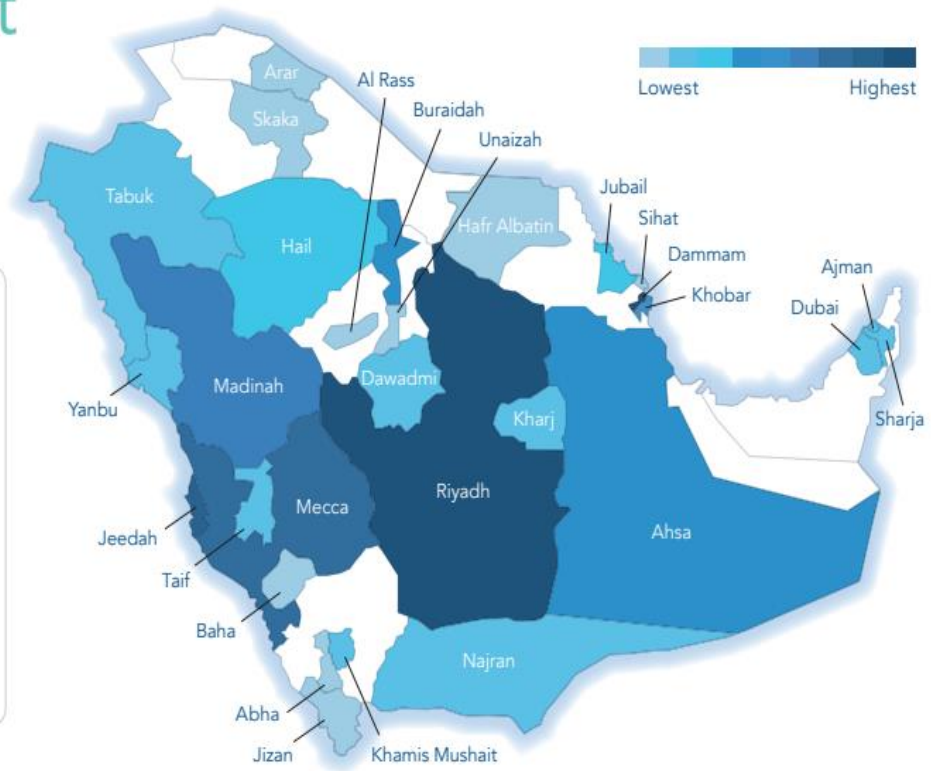 t
Lowest
Highest
Arar
Al Rass
Skaka
Buraidah
Unaizah
Tabuk
Jubail
Hafr Albatin
Sihat
Hail
Dammam
Ajman
Khobar
Dubai
Dawadmi
Madinah
Yanbu
Kharj
Sharja
Riyadh
Mecca
Ahsa
Jeedah
Taif
Baha
Najran
Abha
Jizan
Khamis Mushait